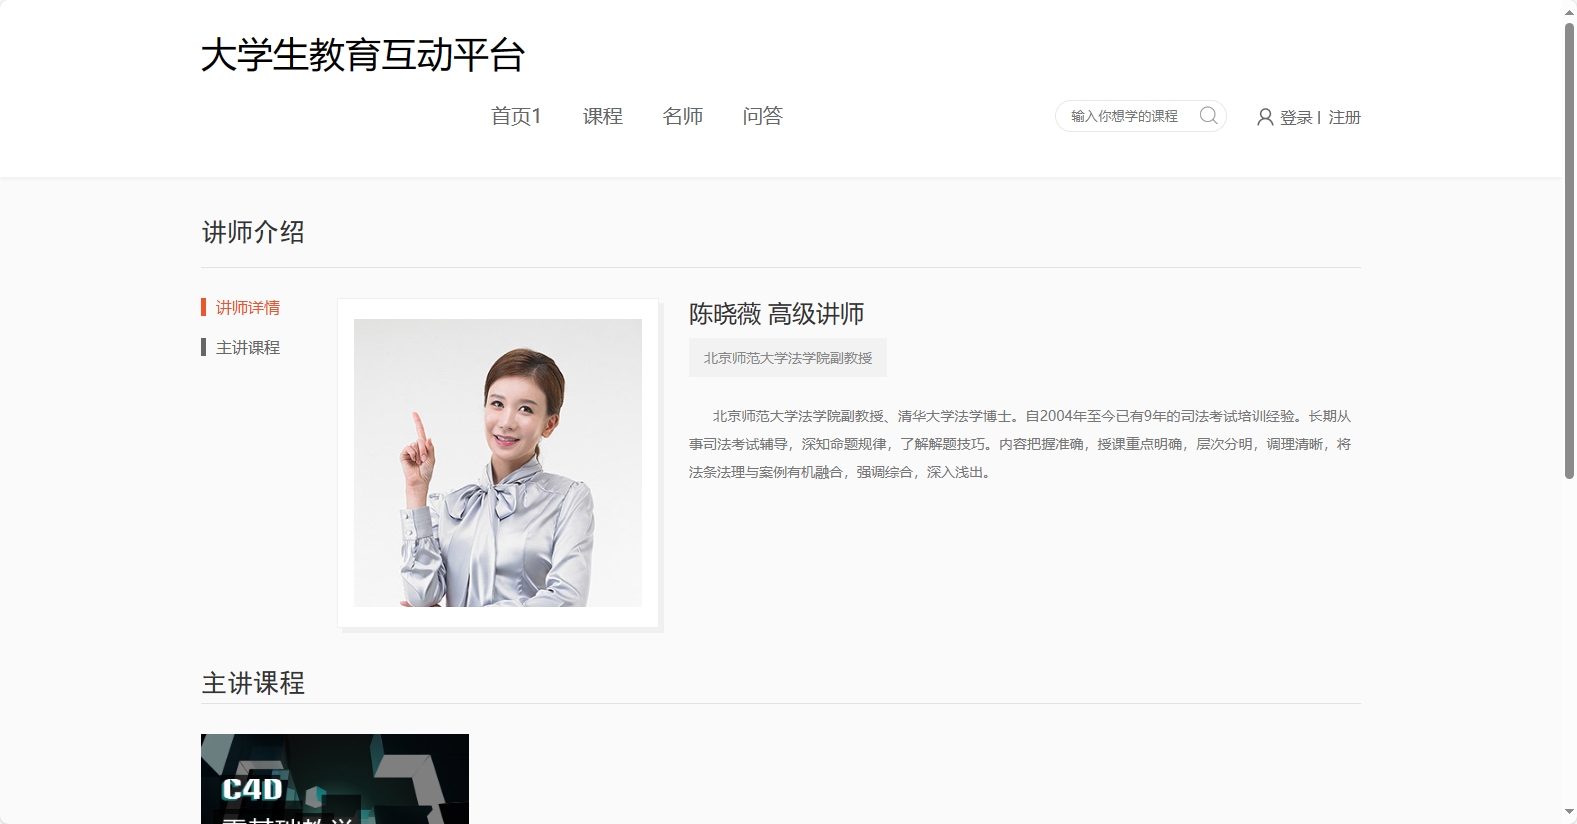 大学生教育互动平台
首页1 课程 名师 问答 输入你想学的课程 登录 | 注册
讲师介绍
讲师详情
主讲课程
陈晓薇 高级讲师
北京师范大学法学院副教授
北京师范大学法学院副教授、清华大学法学博士。自2004年至今已有9年的司法考试培训经验。长期从
事司法考试辅导，深知命题规律，了解解题技巧。内容把握准确，授课重点明确，层次分明，调理清晰，将
法条法理与案例有机融合，强调综合，深入浅出。
主讲课程
C4D
零基础教学